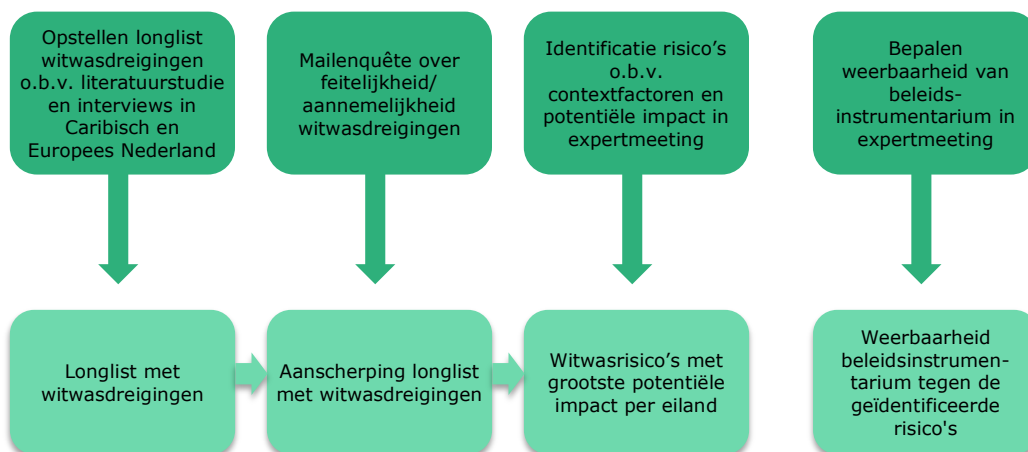 Opstellen longlist
witwasdreigingen
o.b.v. literatuurstudie
en interviews in
Caribisch en
Europees Nederland
Mailenquête over
feitelijkheid/
aannemelijkheid
witwasdreigingen
Identificatie risico’s
o.b.v.
contextfactoren en
potentiële impact in
expertmeeting
Bepalen
weerbaarheid van
beleids-
instrumentarium in
expertmeeting
Longlist met
witwasdreigingen
Aanscherping longlist
met witwasdreigingen
Witwasrisico’s met
grootste potentiële
impact per eiland
Weerbaarheid
beleidsinstrumen-
tarium tegen de
geïdentificeerde
risico's